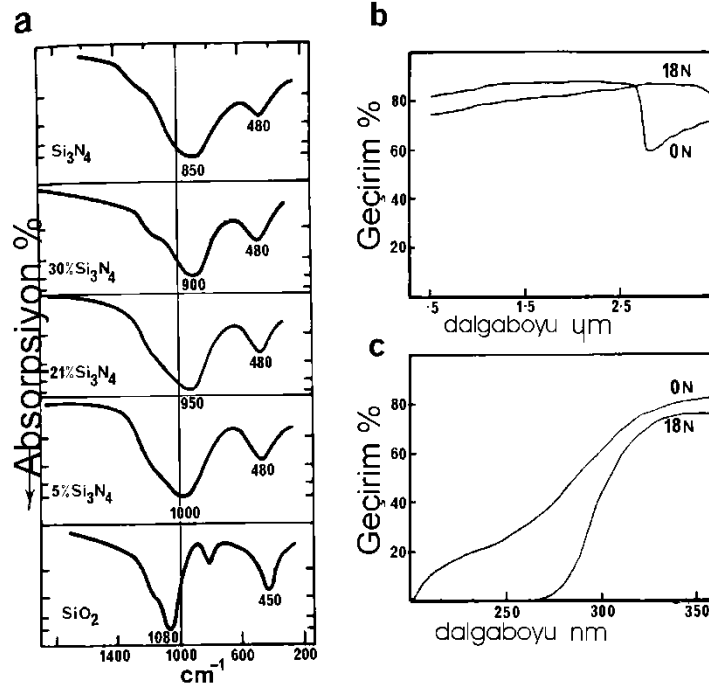 a
Absorpsiyon %
Si3N4
850
480
30%Si3N4
900
480
21%Si3N4
950
480
5%Si3N4
1000
480
SiO2
1080
450
1400
1000
600
200
cm⁻¹
b
Geçirim %
80
60
40
20
18N
0N
.5
1.5
2.5
dalgaboyu µm
c
Geçirim %
80
60
40
20
0N
18N
250
300
350
dalgaboyu nm